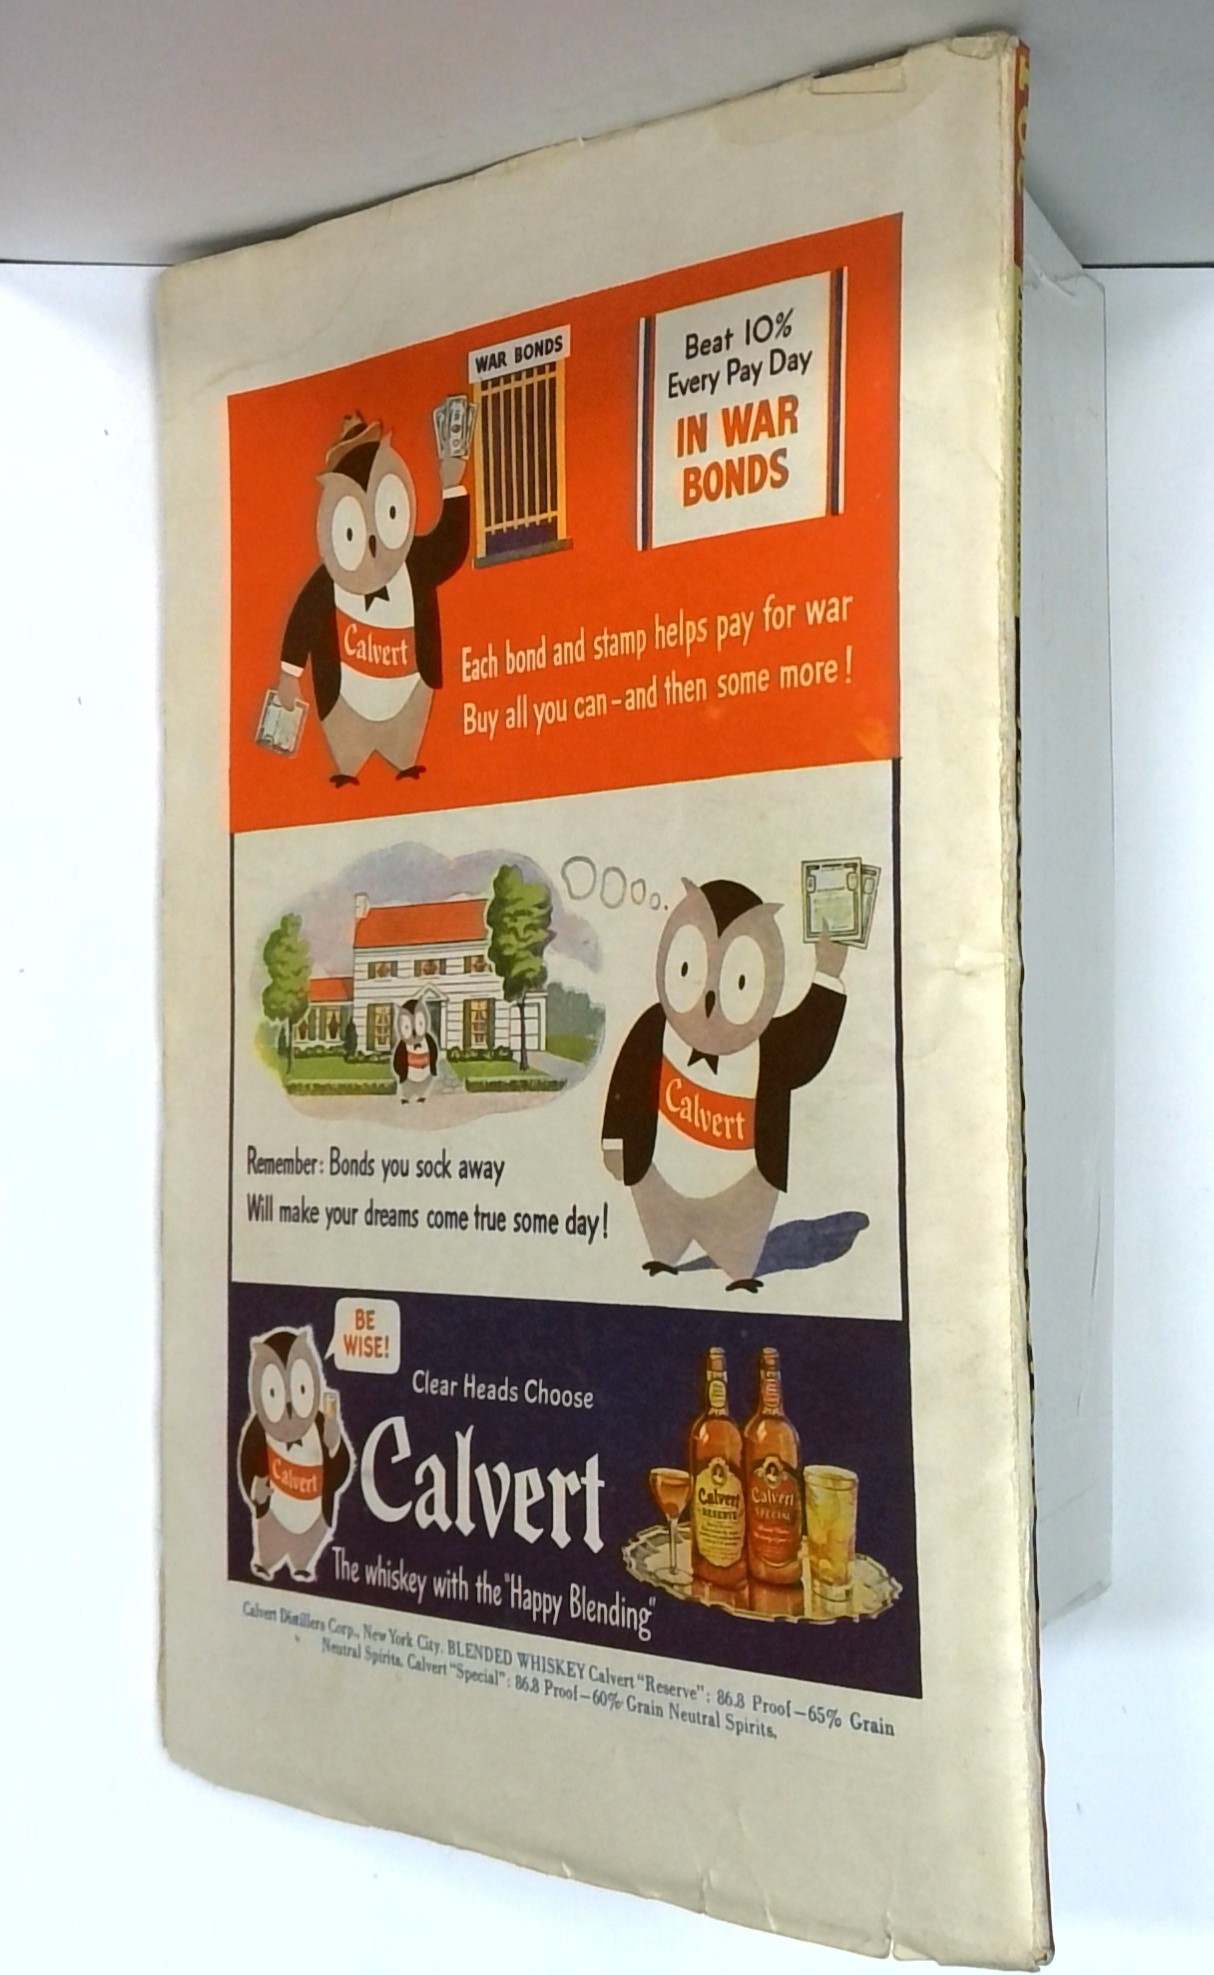 WAR BONDS
Beat 10%
Every Pay Day
IN WAR
BONDS
Calvert
Each bond and stamp helps pay for war
Buy all you can – and then some more!
Calvert
Remember: Bonds you sock away
Will make your dreams come true some day!
BE
WISE!
Clear Heads Choose
Calvert
Calvert
The whiskey with the "Happy Blending"
Calvert
RESERVE
Calvert
SPECIAL
Calvert Distillers Corp., New York City. BLENDED WHISKEY Calvert "Reserve": 86.8 Proof—65% Grain
Neutral Spirits. Calvert "Special": 86.8 Proof—60% Grain Neutral Spirits.